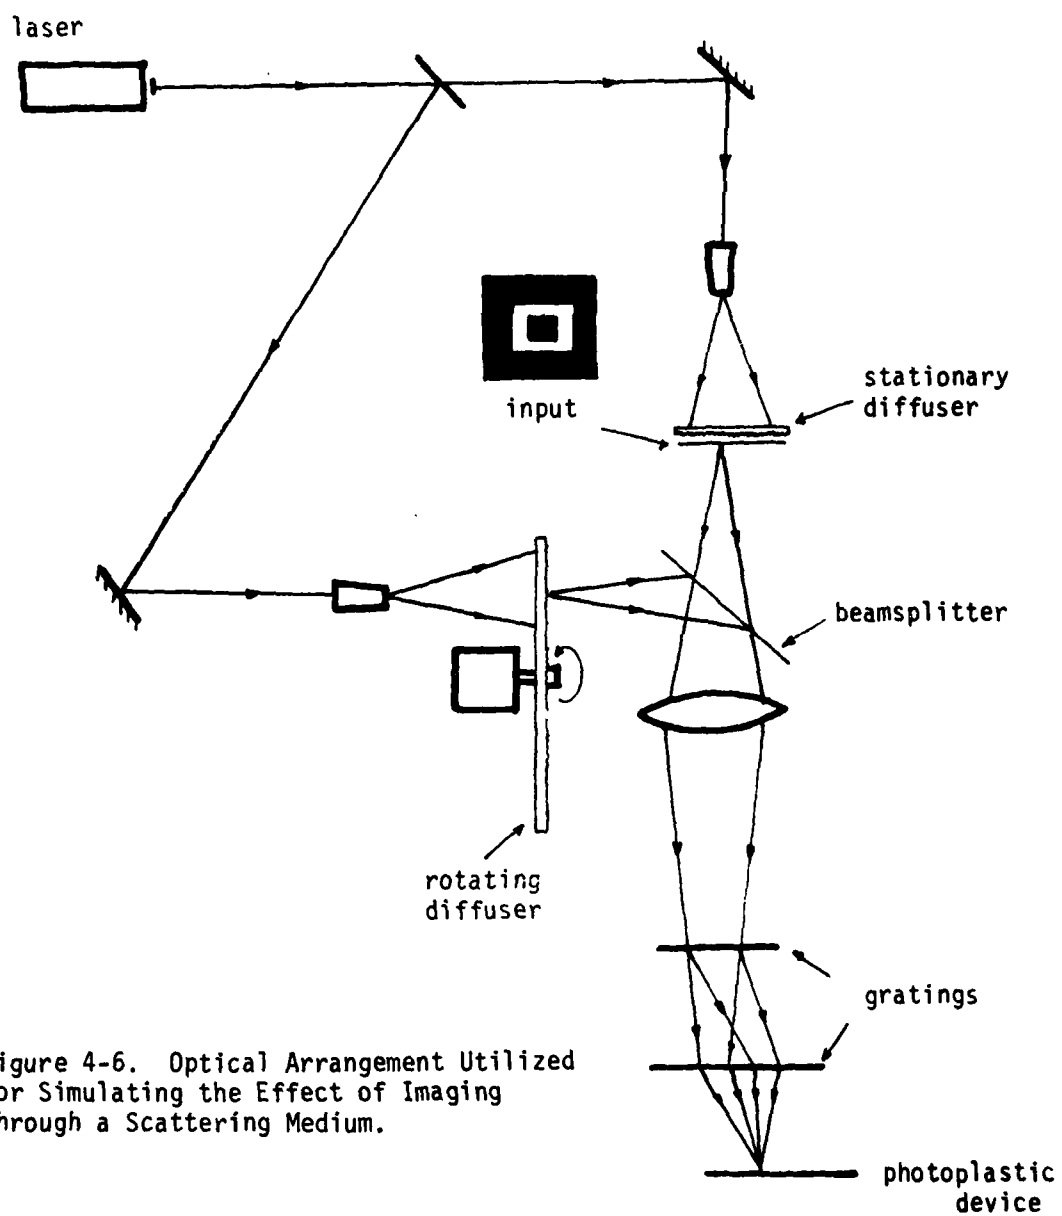 laser
stationary
diffuser
input
beamsplitter
rotating
diffuser
gratings
igure 4-6. Optical Arrangement Utilized
or Simulating the Effect of Imaging
hrough a Scattering Medium.
photoplastic
device